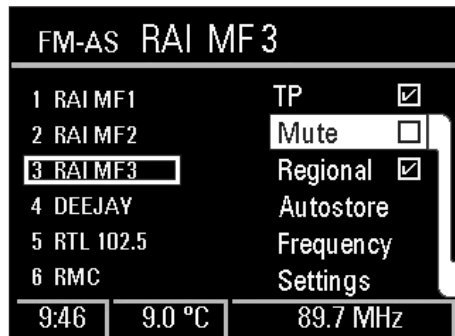 FM-AS RAI MF3
1 RAI MF1
2 RAI MF2
3 RAI MF3
4 DEEJAY
5 RTL 102.5
6 RMC
TP
Mute
Regional
Autostore
Frequency
Settings
9:46 9.0 °C 89.7 MHz